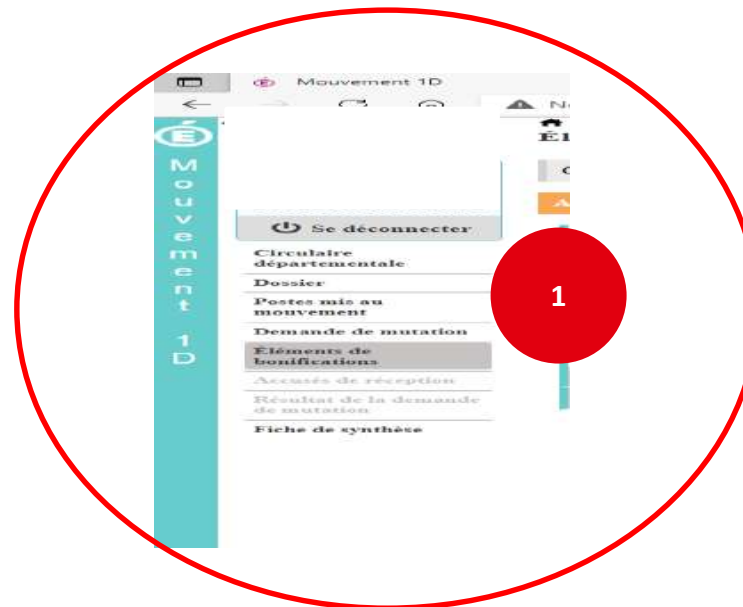 Mouvement 1D
É
Mouvement 1D
Se déconnecter
Circulaire
départementale
Dossier
Postes mis au
mouvement
Demande de mutation
Éléments de
bonifications
Accusés de réception
Résultat de la demande
de mutation
Fiche de synthèse
1